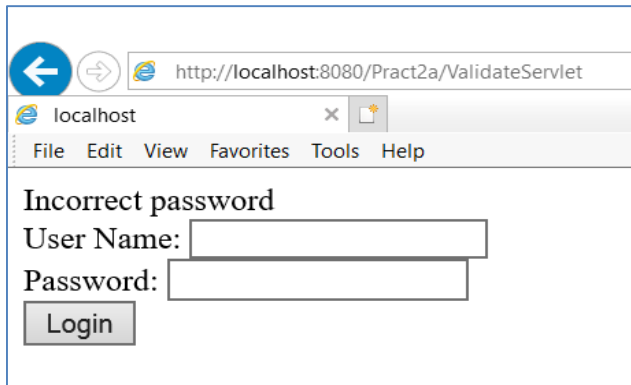 http://localhost:8080/Pract2a/ValidateServlet
localhost
File Edit View Favorites Tools Help
Incorrect password
User Name:
Password:
Login